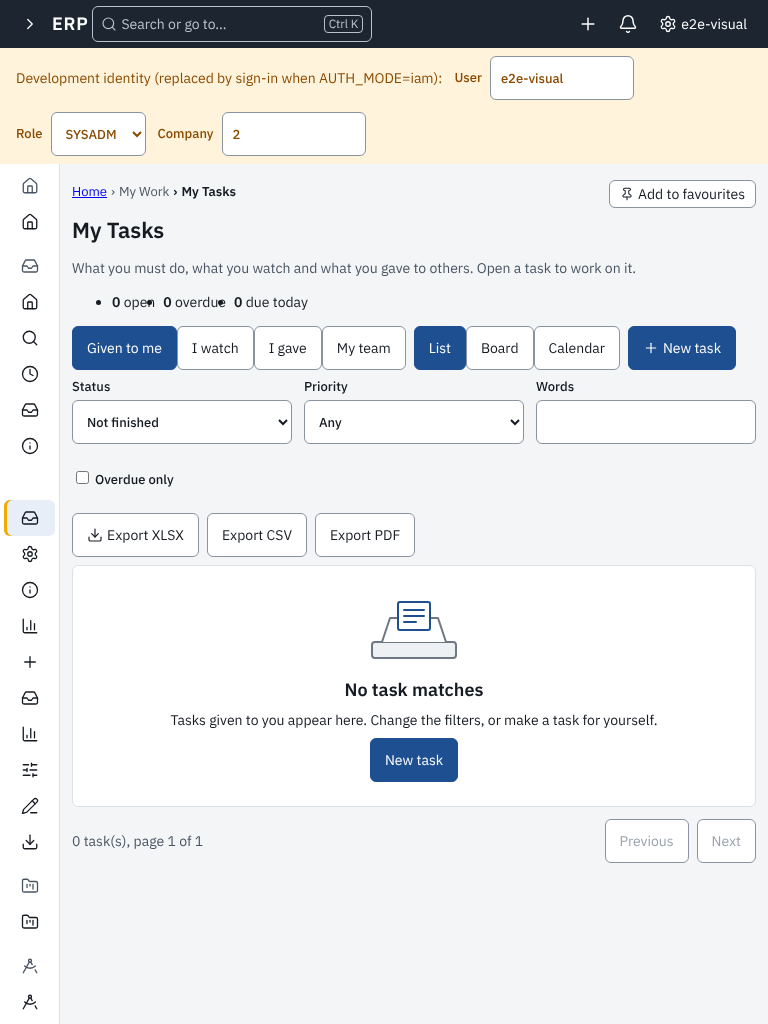 ERP Search or go to... Ctrl K e2e-visual
Development identity (replaced by sign-in when AUTH_MODE=iam): User e2e-visual
Role SYSADM Company 2
Home › My Work › My Tasks
Add to favourites
My Tasks
What you must do, what you watch and what you gave to others. Open a task to work on it.
• 0 open • 0 overdue • 0 due today
Given to me I watch I gave My team List Board Calendar + New task
Status Priority Words
Not finished Any
Overdue only
Export XLSX Export CSV Export PDF
No task matches
Tasks given to you appear here. Change the filters, or make a task for yourself.
New task
0 task(s), page 1 of 1 Previous Next